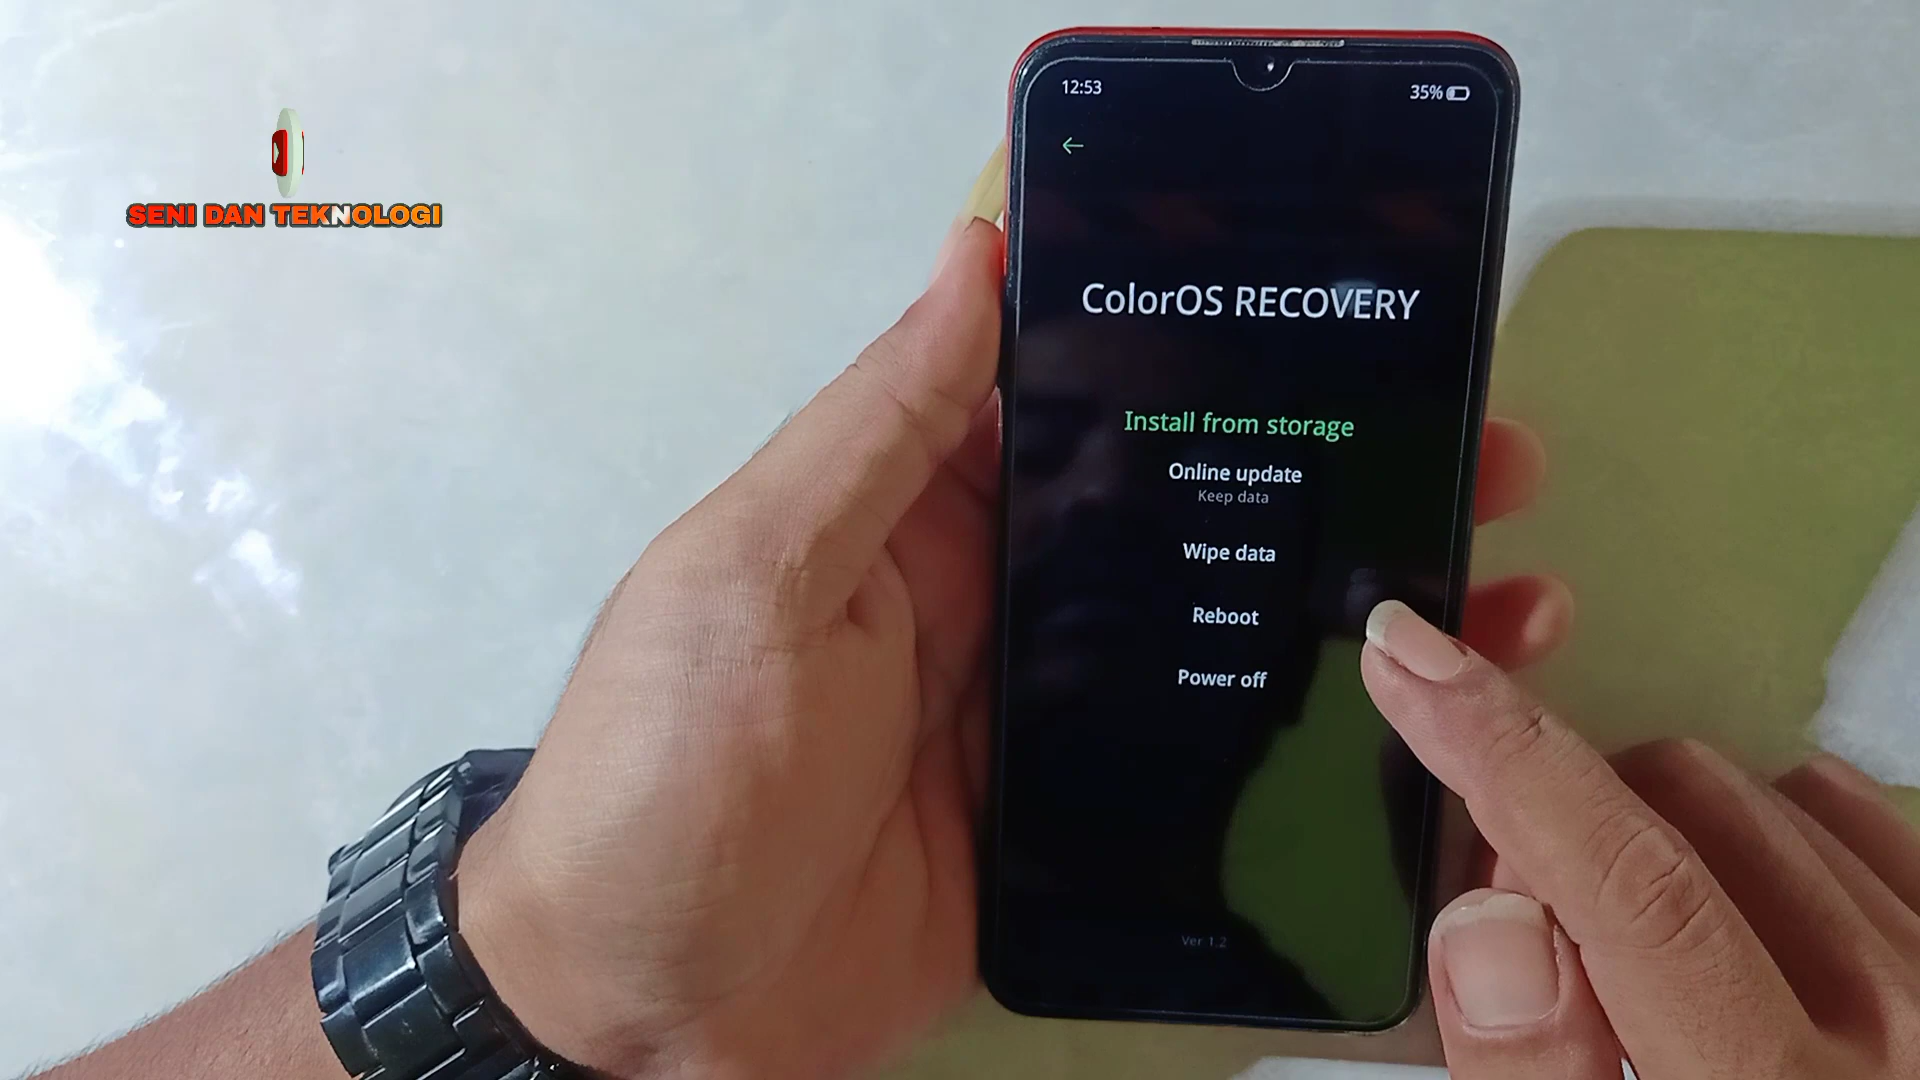 SENI DAN TEKNOLOGI
12:53
35%
ColorOS RECOVERY
Install from storage
Online update
Keep data
Wipe data
Reboot
Power off
Ver 1.2